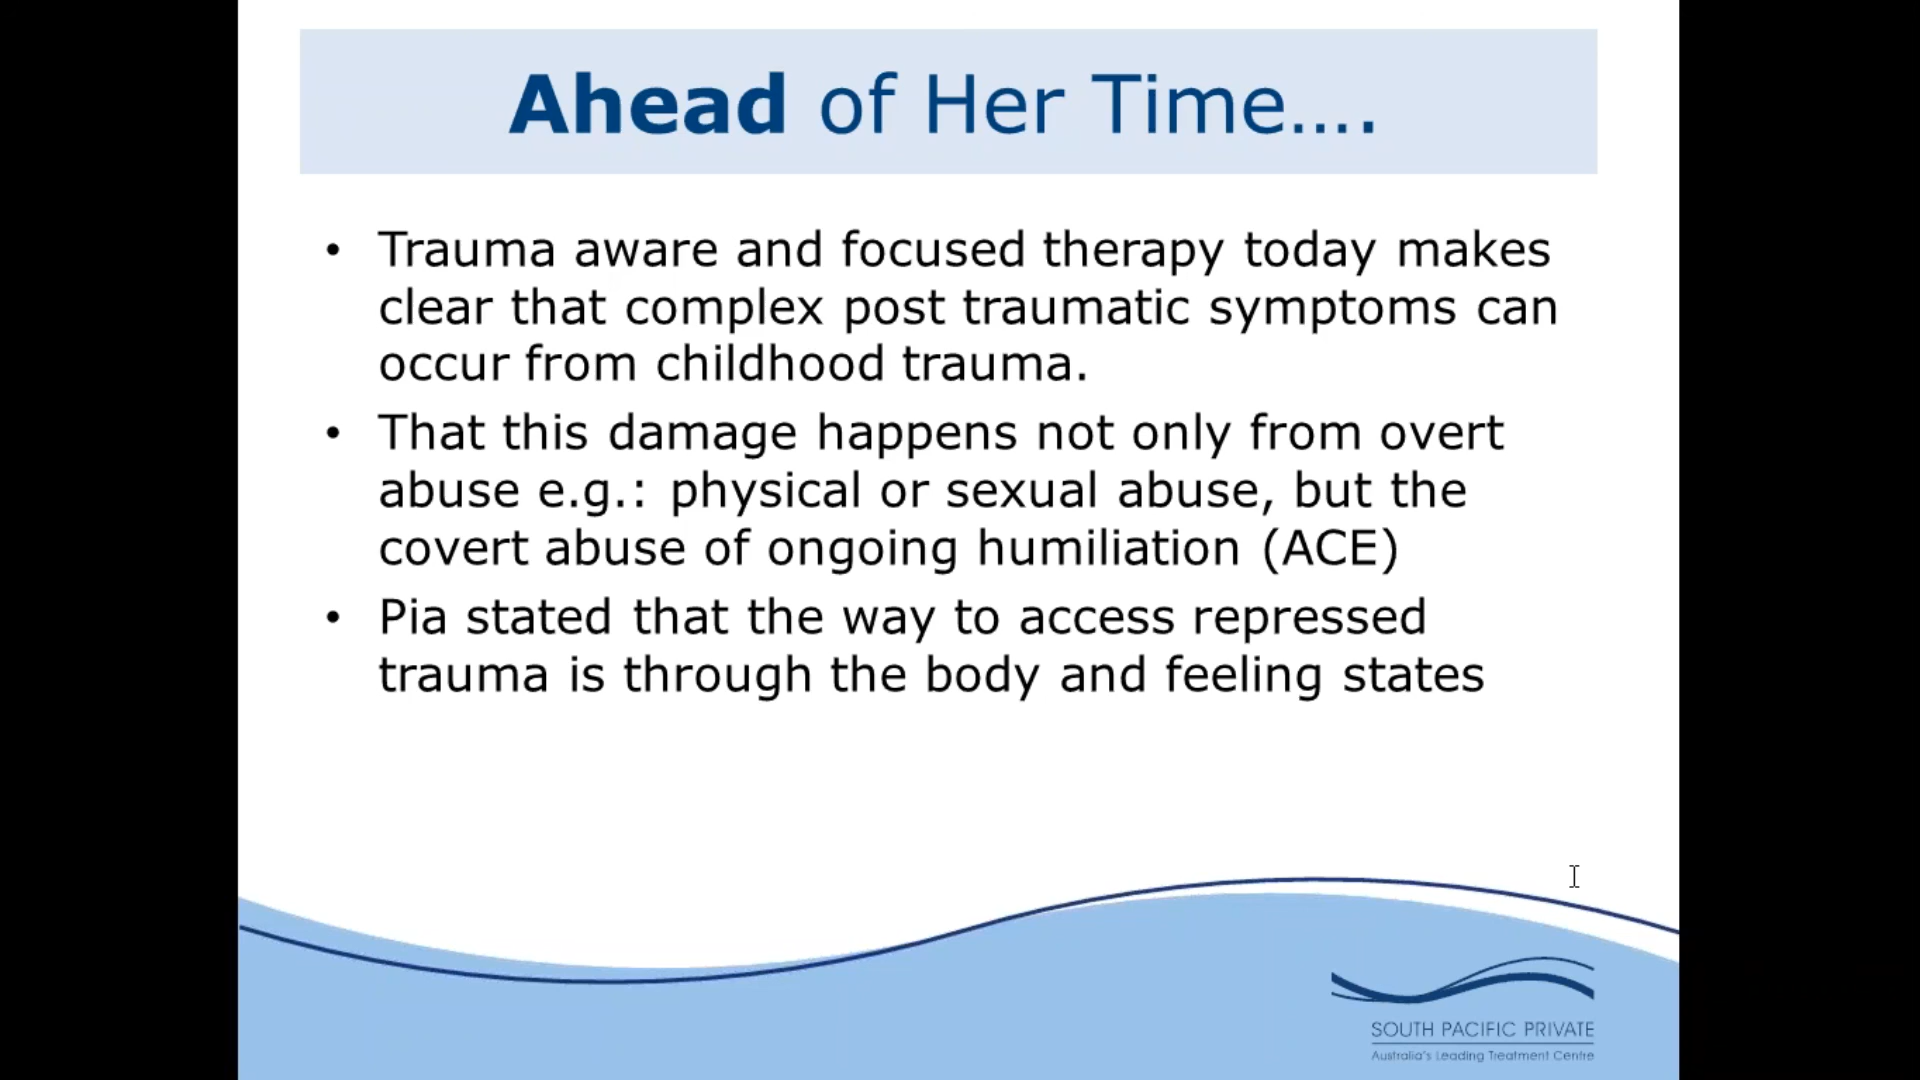 Ahead of Her Time....
• Trauma aware and focused therapy today makes
clear that complex post traumatic symptoms can
occur from childhood trauma.
• That this damage happens not only from overt
abuse e.g.: physical or sexual abuse, but the
covert abuse of ongoing humiliation (ACE)
• Pia stated that the way to access repressed
trauma is through the body and feeling states
SOUTH PACIFIC PRIVATE
Australia's Leading Treatment Centre